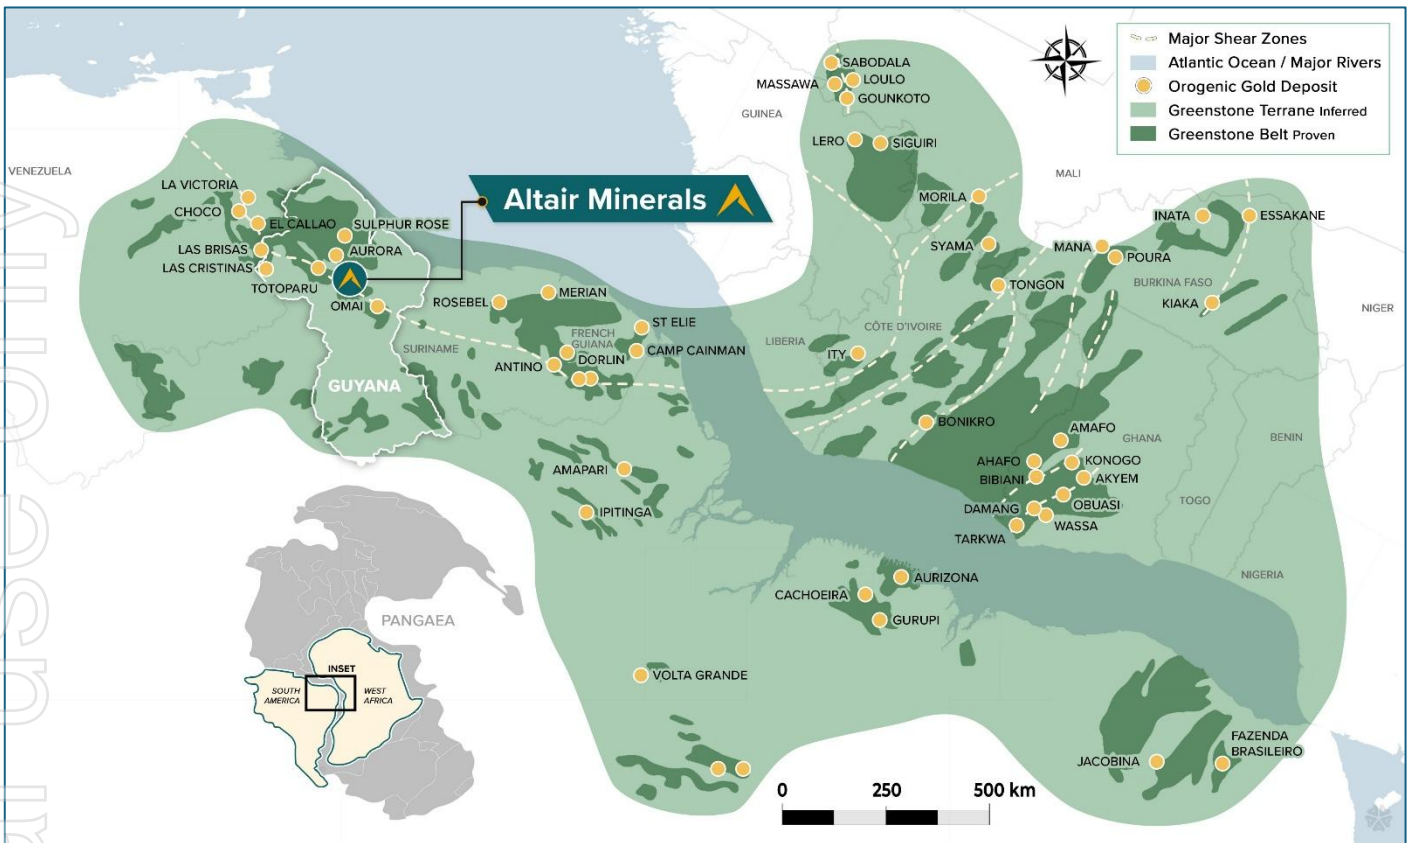 Major Shear Zones
Atlantic Ocean / Major Rivers
Orogenic Gold Deposit
Greenstone Terrane Inferred
Greenstone Belt Proven
SABODALA
MASSAWA
LOULO
GOUNKOTO
GUINEA
LERO
SIGUIRI
MALI
VENEZUELA
LA VICTORIA
CHOCO
EL CALLAO
SULPHUR ROSE
LAS BRISAS
AURORA
LAS CRISTINAS
TOTOPARU
OMAI
Altair Minerals
MORILA
INATA
ESSAKANE
SYAMA
MANA
POURA
TONGON
BURKINA FASO
KIAKA
NIGER
ROSEBEL
MERIAN
ST ELIE
FRENCH
GUIANA
CAMP CAINMAN
SURINAME
ANTINO
DORLIN
LIBERIA
CÔTE D'IVOIRE
ITY
GUYANA
BONIKRO
AMAFO
GHANA
BENIN
AHAFO
KONOGO
BIBIANI
AKYEM
AMAPARI
IPITINGA
DAMANG
OBUASI
WASSA
TARKWA
TOGO
NIGERIA
AURIZONA
CACHOEIRA
GURUPI
PANGAEA
INSET
SOUTH
AMERICA
WEST
AFRICA
VOLTA GRANDE
JACOBINA
FAZENDA
BRASILEIRO
0 250 500 km
r use only